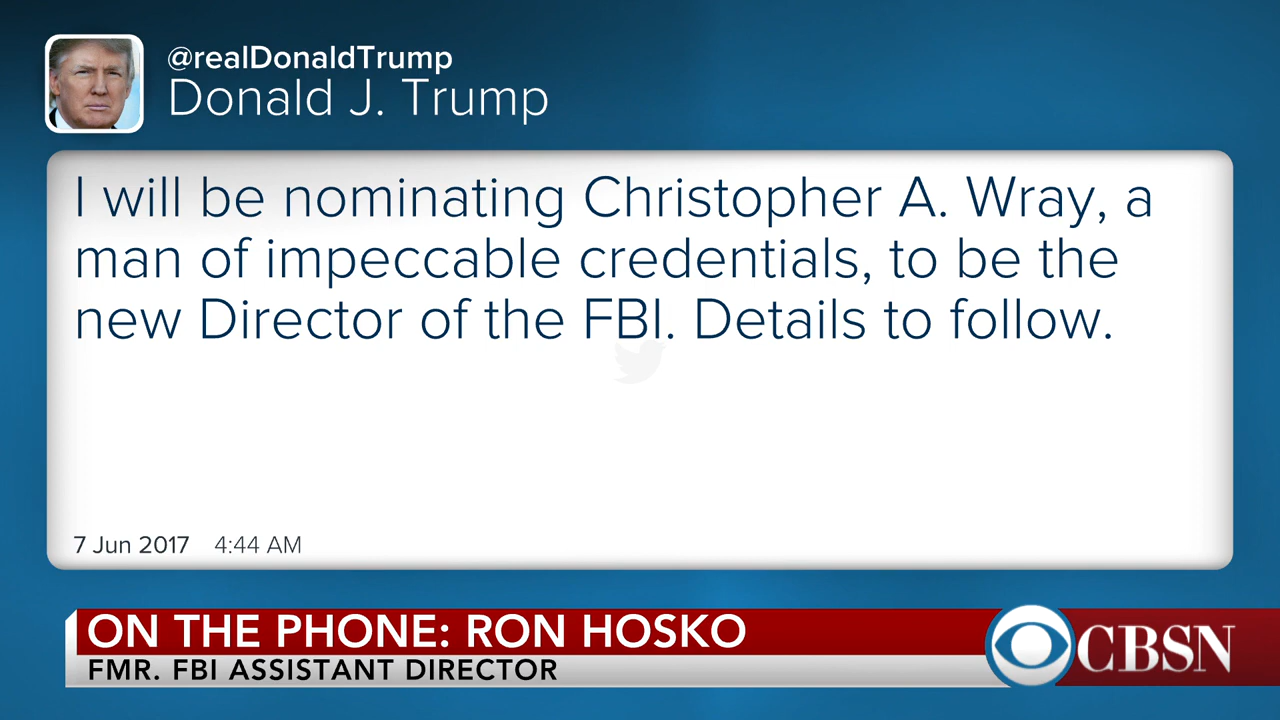 @realDonaldTrump
Donald J. Trump
I will be nominating Christopher A. Wray, a
man of impeccable credentials, to be the
new Director of the FBI. Details to follow.
7 Jun 2017 4:44 AM
ON THE PHONE: RON HOSKO
FMR. FBI ASSISTANT DIRECTOR
CBSN